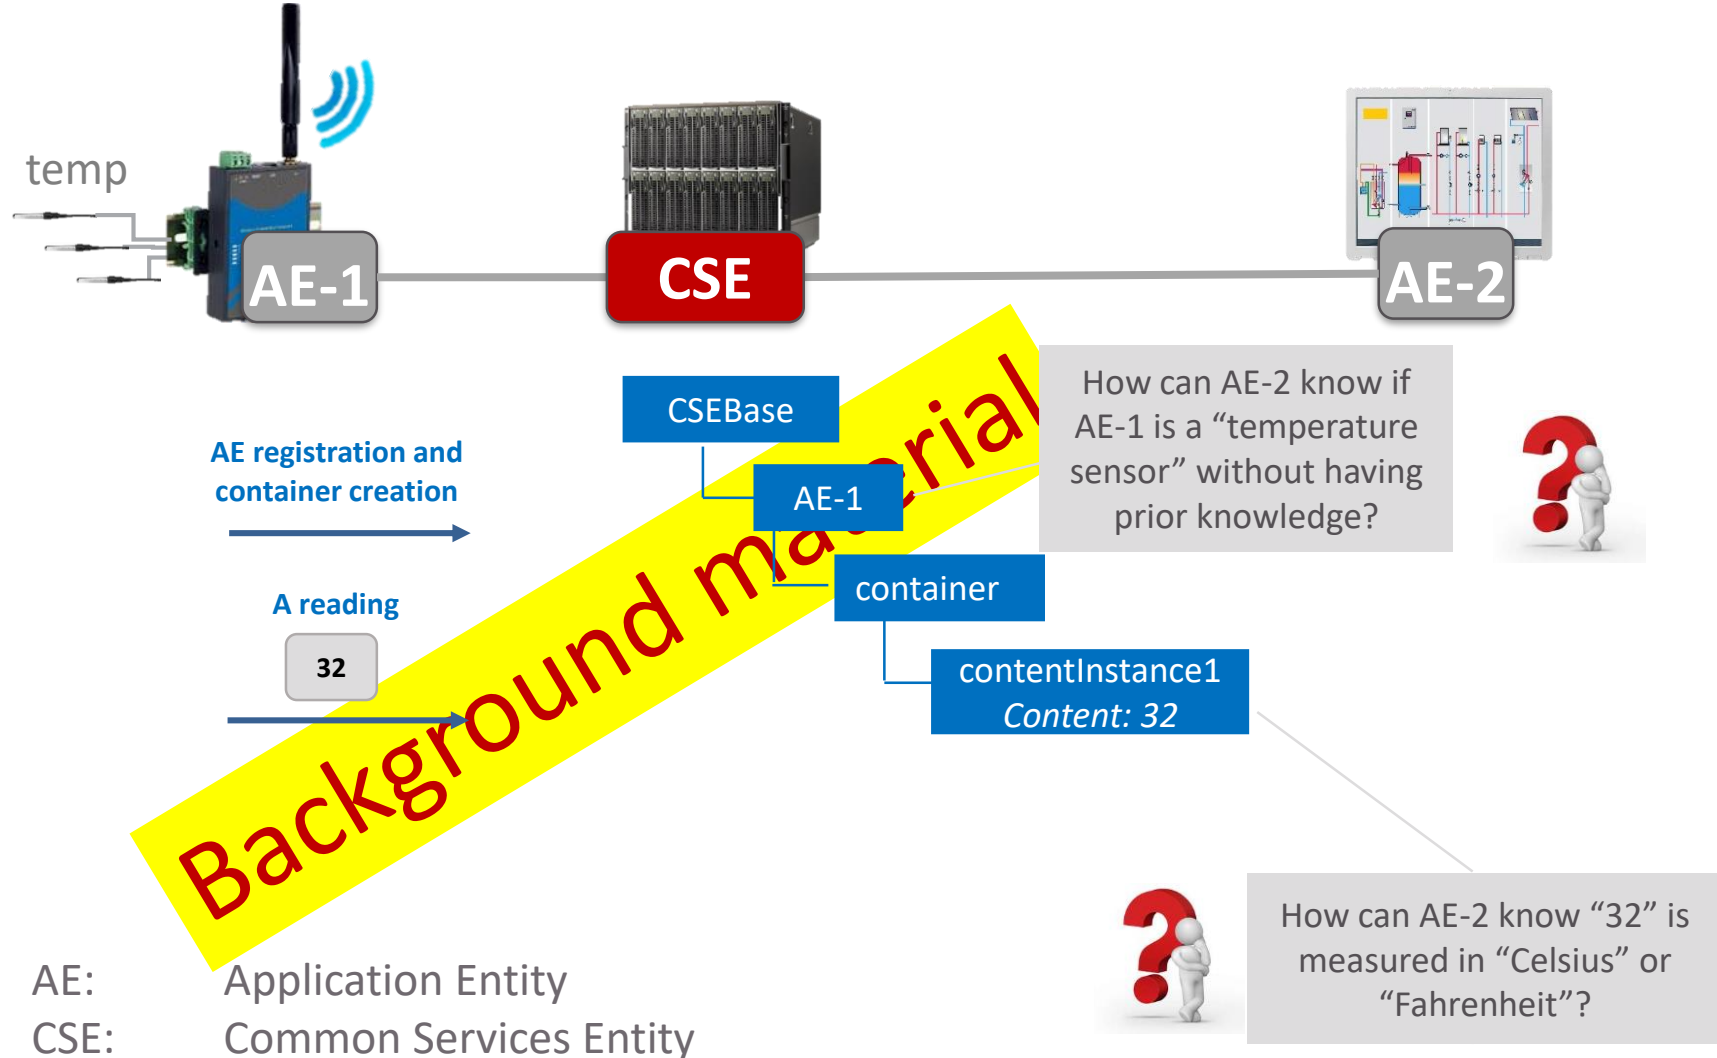 temp
AE-1
CSE
AE-2
CSEBase
How can AE-2 know if
AE-1 is a “temperature
sensor” without having
prior knowledge?
AE registration and
container creation
AE-1
container
A reading
32
contentInstance1
Content: 32
Background material
How can AE-2 know “32” is
measured in “Celsius” or
“Fahrenheit”?
AE: Application Entity
CSE: Common Services Entity